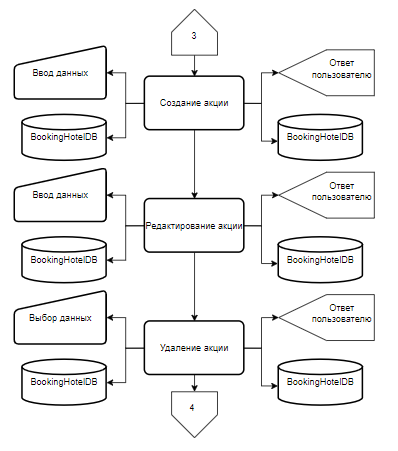 3
Ввод данных
Ответ
пользователю
Создание акции
BookingHotelDB
BookingHotelDB
Ввод данных
Ответ
пользователю
Редактирование акции
BookingHotelDB
BookingHotelDB
Выбор данных
Ответ
пользователю
Удаление акции
BookingHotelDB
BookingHotelDB
4